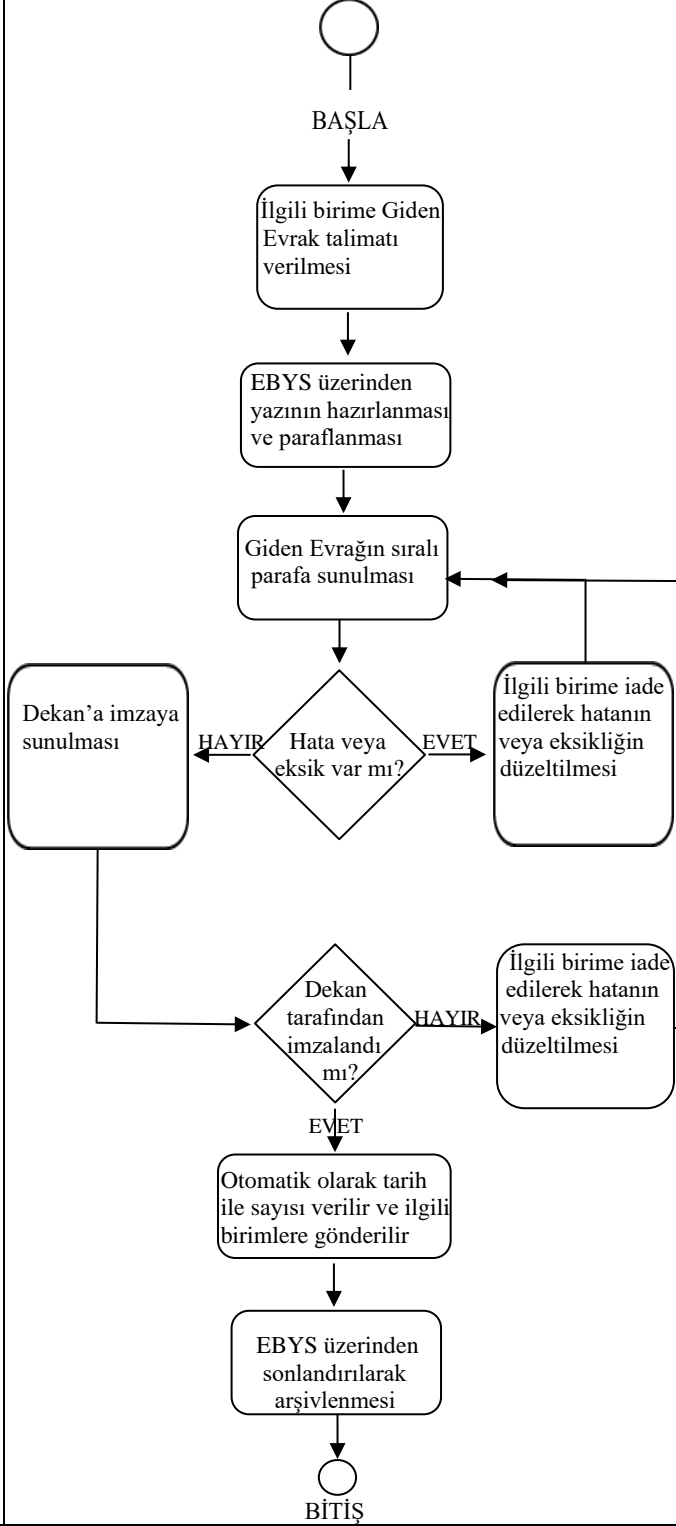 BAŞLA
İlgili birime Giden
Evrak talimatı
verilmesi
EBYS üzerinden
yazının hazırlanması
ve paraflanması
Giden Evrağın sıralı
parafa sunulması
Dekan’a imzaya
sunulması
HAYIR
Hata veya
eksik var mı?
EVET
İlgili birime iade
edilerek hatanın
veya eksikliğin
düzeltilmesi
Dekan
tarafından
imzalandı
mı?
HAYIR
İlgili birime iade
edilerek hatanın
veya eksikliğin
düzeltilmesi
EVET
Otomatik olarak tarih
ile sayısı verilir ve ilgili
birimlere gönderilir
EBYS üzerinden
sonlandırılarak
arşivlenmesi
BİTİŞ